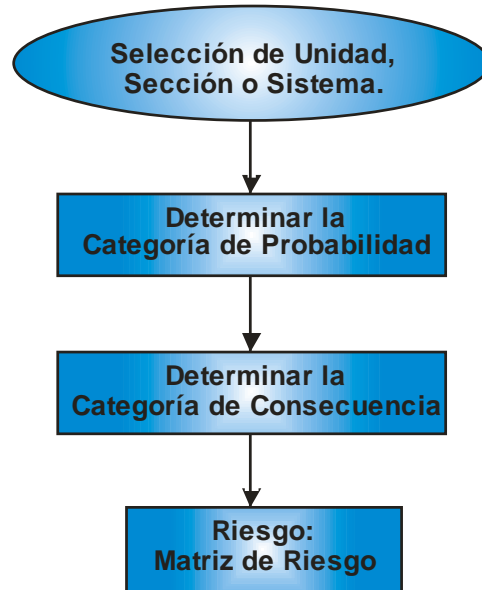 Selección de Unidad,
Sección o Sistema.
Determinar la
Categoría de Probabilidad
Determinar la
Categoría de Consecuencia
Riesgo:
Matriz de Riesgo